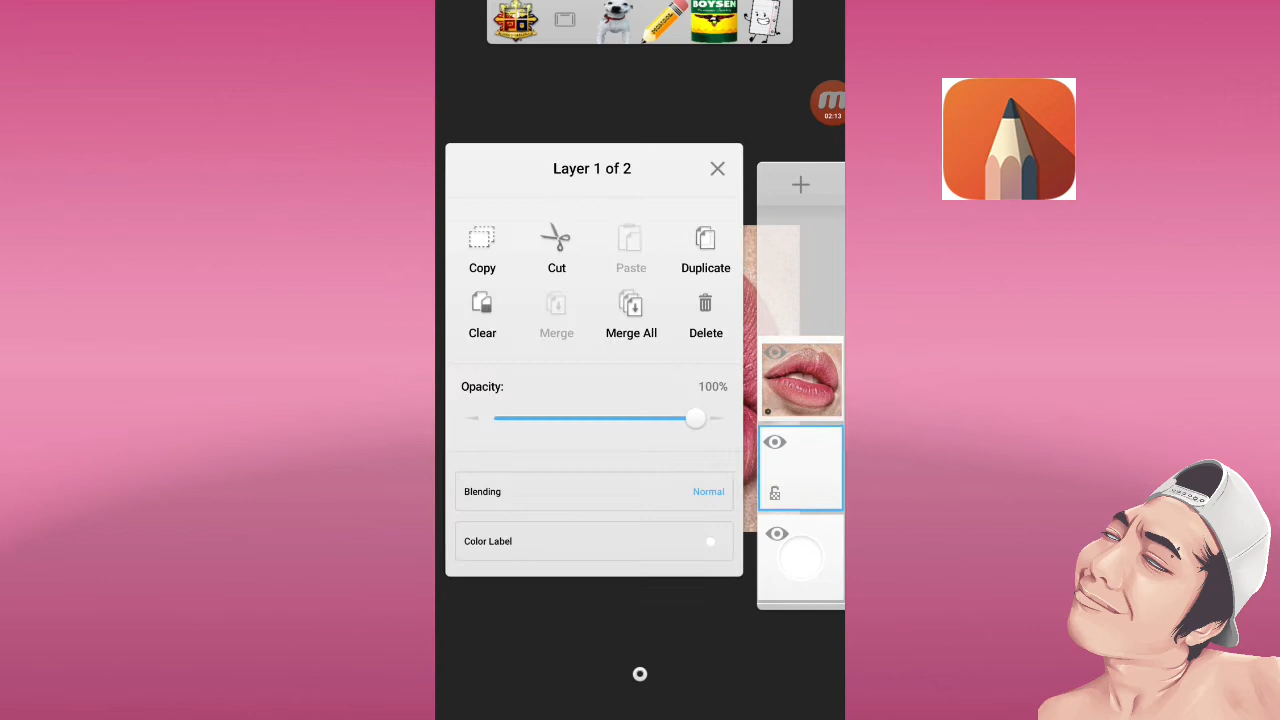 BOYSEN
02:13
Layer 1 of 2
Copy
Cut
Paste
Duplicate
Clear
Merge
Merge All
Delete
Opacity:
100%
Blending
Normal
Color Label